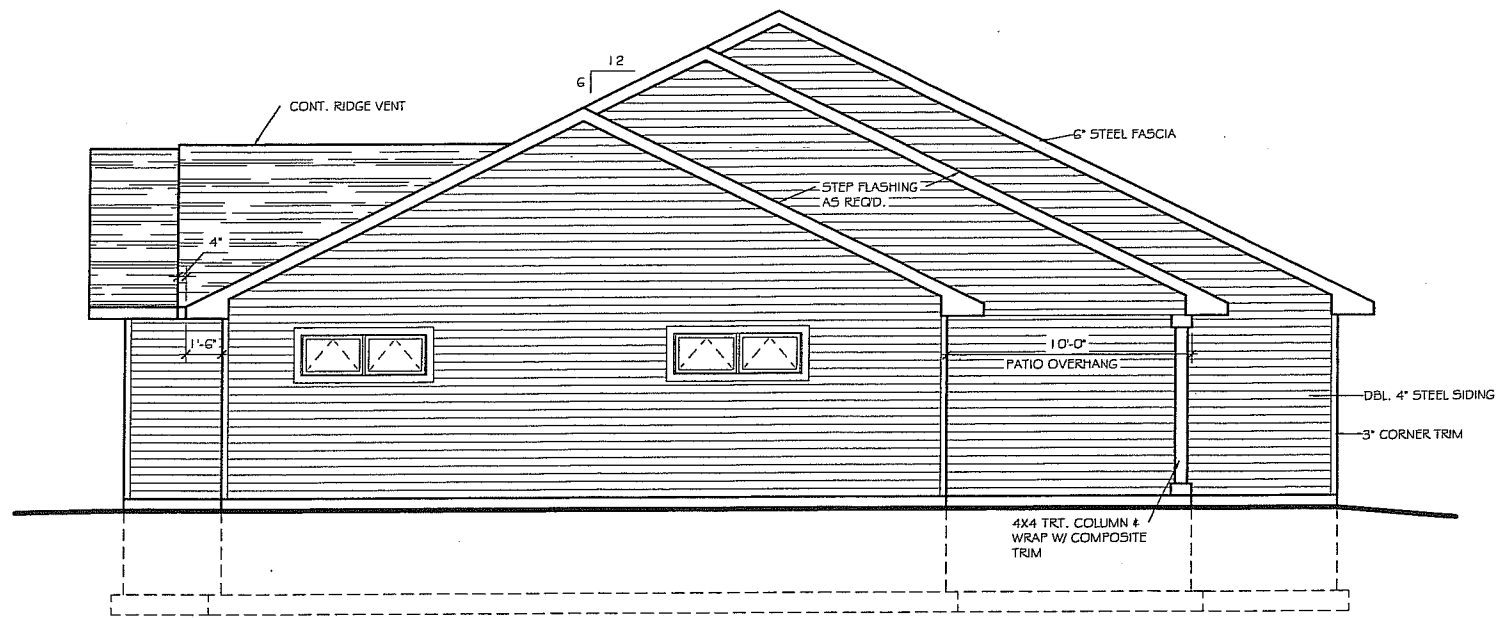 12
6
CONT. RIDGE VENT
6" STEEL FASCIA
STEP FLASHING
AS REQ'D.
4"
1'-6"
10'-0"
PATIO OVERHANG
DBL. 4" STEEL SIDING
3" CORNER TRIM
4X4 TRT. COLUMN &
WRAP W/ COMPOSITE
TRIM